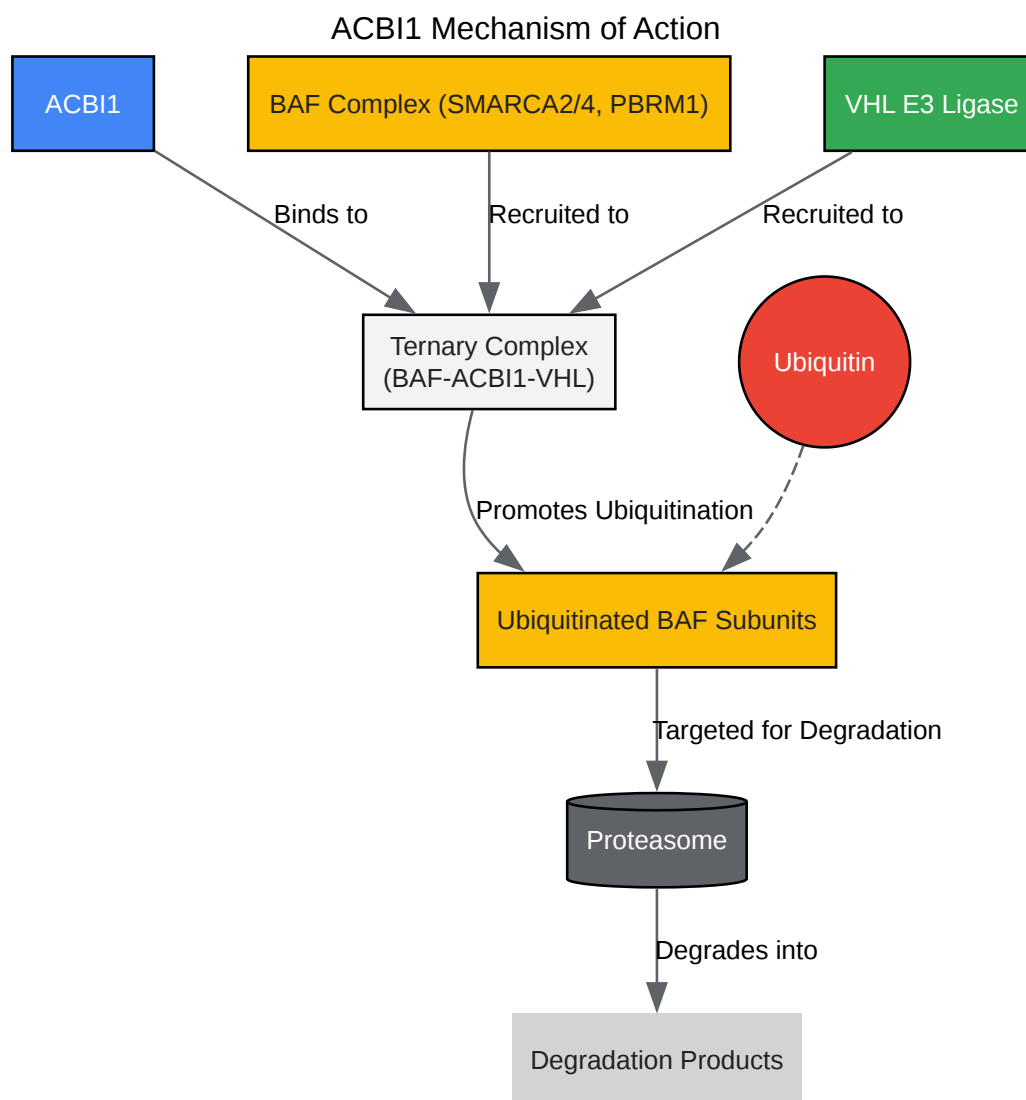 ACBI1 Mechanism of Action
ACBI1
BAF Complex (SMARCA2/4, PBRM1)
VHL E3 Ligase
Binds to
Recruited to
Recruited to
Ternary Complex
(BAF-ACBI1-VHL)
Ubiquitin
Promotes Ubiquitination
Ubiquitinated BAF Subunits
Targeted for Degradation
Proteasome
Degrades into
Degradation Products